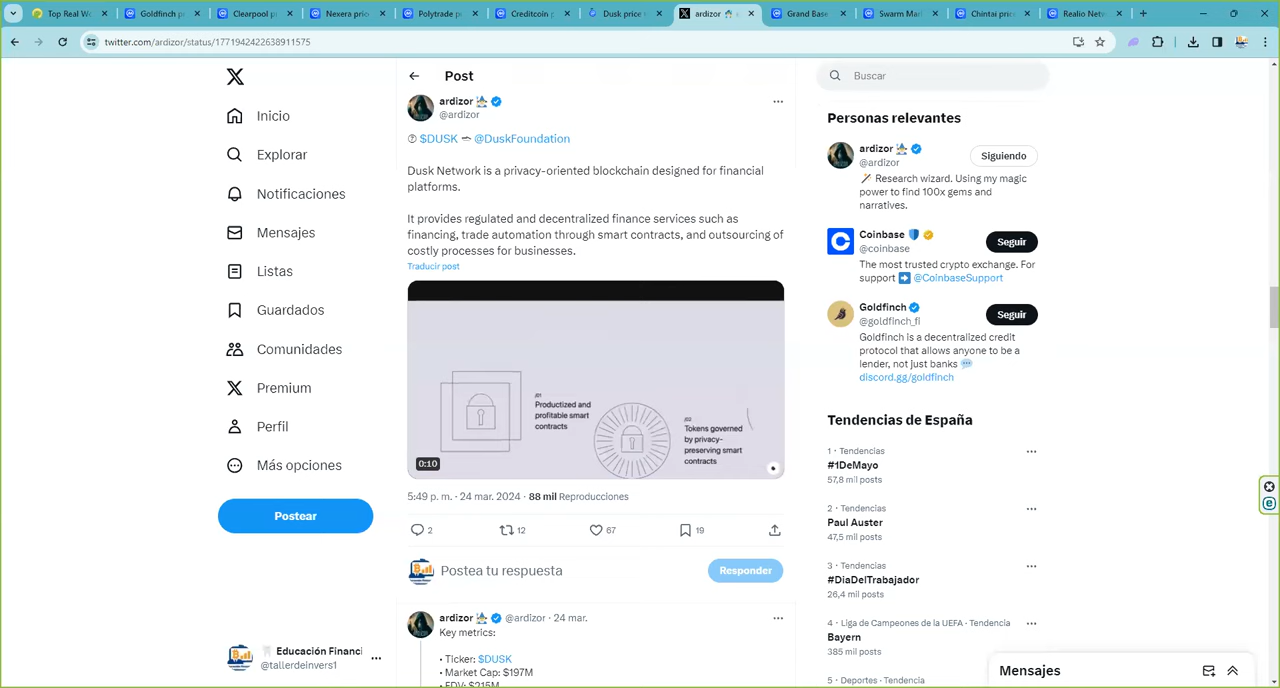 Top Real Wo
Goldfinch p
Clearpool p
Nexera pric
Polytrade p
Creditcoin p
Dusk price
ardizor
Grand Base
Swarm Mar
Chintai pric
Realio Netw
twitter.com/ardizor/status/1771942422638911575
Inicio
Explorar
Notificaciones
Mensajes
Listas
Guardados
Comunidades
Premium
Perfil
Más opciones
Postear
Educación Financi
@tallerdeinvers1
Post
ardizor
@ardizor
$DUSK @DuskFoundation
Dusk Network is a privacy-oriented blockchain designed for financial
platforms.
It provides regulated and decentralized finance services such as
financing, trade automation through smart contracts, and outsourcing of
costly processes for businesses.
Traducir post
/01
Productized and
profitable smart
contracts
/02
Tokens governed
by privacy-
preserving smart
contracts
0:10
5:49 p. m. · 24 mar. 2024 · 88 mil Reproducciones
2 12 67 19
Postea tu respuesta
Responder
ardizor @ardizor · 24 mar.
Key metrics:
• Ticker: $DUSK
• Market Cap: $197M
• FDV: $215M
Buscar
Personas relevantes
ardizor
@ardizor
Siguiendo
Research wizard. Using my magic
power to find 100x gems and
narratives.
Coinbase
@coinbase
Seguir
The most trusted crypto exchange. For
support @CoinbaseSupport
Goldfinch
@goldfinch_fi
Seguir
Goldfinch is a decentralized credit
protocol that allows anyone to be a
lender, not just banks
discord.gg/goldfinch
Tendencias de España
1 · Tendencias
#1DeMayo
57,8 mil posts
2 · Tendencias
Paul Auster
47,5 mil posts
3 · Tendencias
#DiaDelTrabajador
26,4 mil posts
4 · Liga de Campeones de la UEFA · Tendencia
Bayern
385 mil posts
5 · Deportes · Tendencia
Mensajes